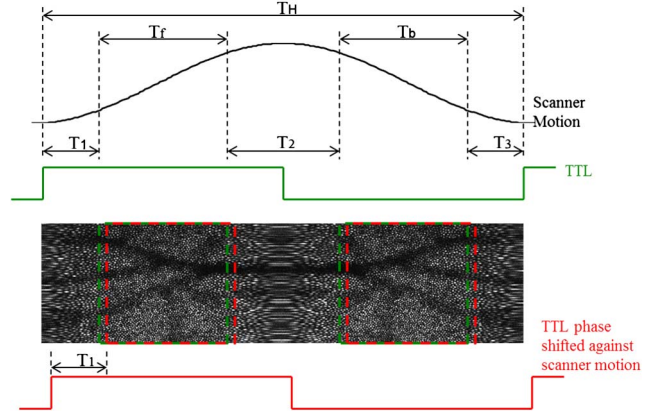 TH
Tf
Tb
Scanner
Motion
T1
T2
T3
TTL
TTL phase
shifted against
scanner motion
T1